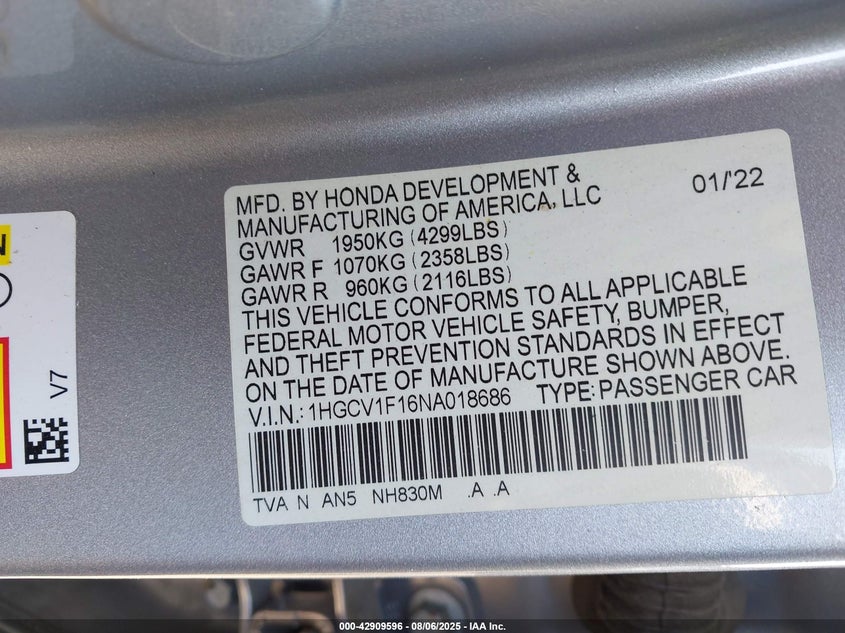 MFD. BY HONDA DEVELOPMENT &
MANUFACTURING OF AMERICA, LLC
01/'22
GVWR 1950KG (4299LBS)
GAWR F 1070KG (2358LBS)
GAWR R 960KG (2116LBS)
THIS VEHICLE CONFORMS TO ALL APPLICABLE
FEDERAL MOTOR VEHICLE SAFETY, BUMPER,
AND THEFT PREVENTION STANDARDS IN EFFECT
ON THE DATE OF MANUFACTURE SHOWN ABOVE.
V.I.N.: 1HGCV1F16NA018686 TYPE: PASSENGER CAR
TVA N AN5 NH830M .A .A
N
V7
000-42909596 - 08/06/2025 - IAA Inc.